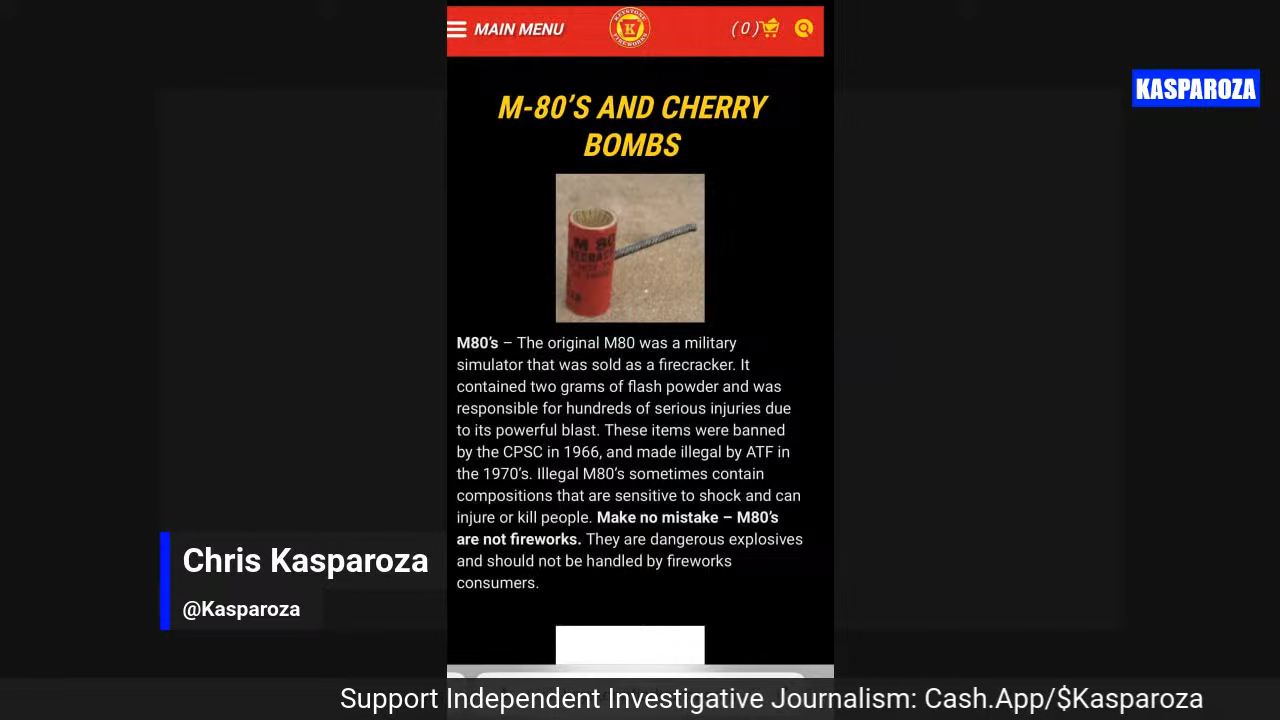 MAIN MENU
KEYSTONE
K
FIREWORKS
( 0 )
KASPAROZA
M-80'S AND CHERRY
BOMBS
M 80
M80's – The original M80 was a military
simulator that was sold as a firecracker. It
contained two grams of flash powder and was
responsible for hundreds of serious injuries due
to its powerful blast. These items were banned
by the CPSC in 1966, and made illegal by ATF in
the 1970's. Illegal M80's sometimes contain
compositions that are sensitive to shock and can
injure or kill people. Make no mistake – M80's
are not fireworks. They are dangerous explosives
and should not be handled by fireworks
consumers.
Chris Kasparoza
@Kasparoza
Support Independent Investigative Journalism: Cash.App/$Kasparoza